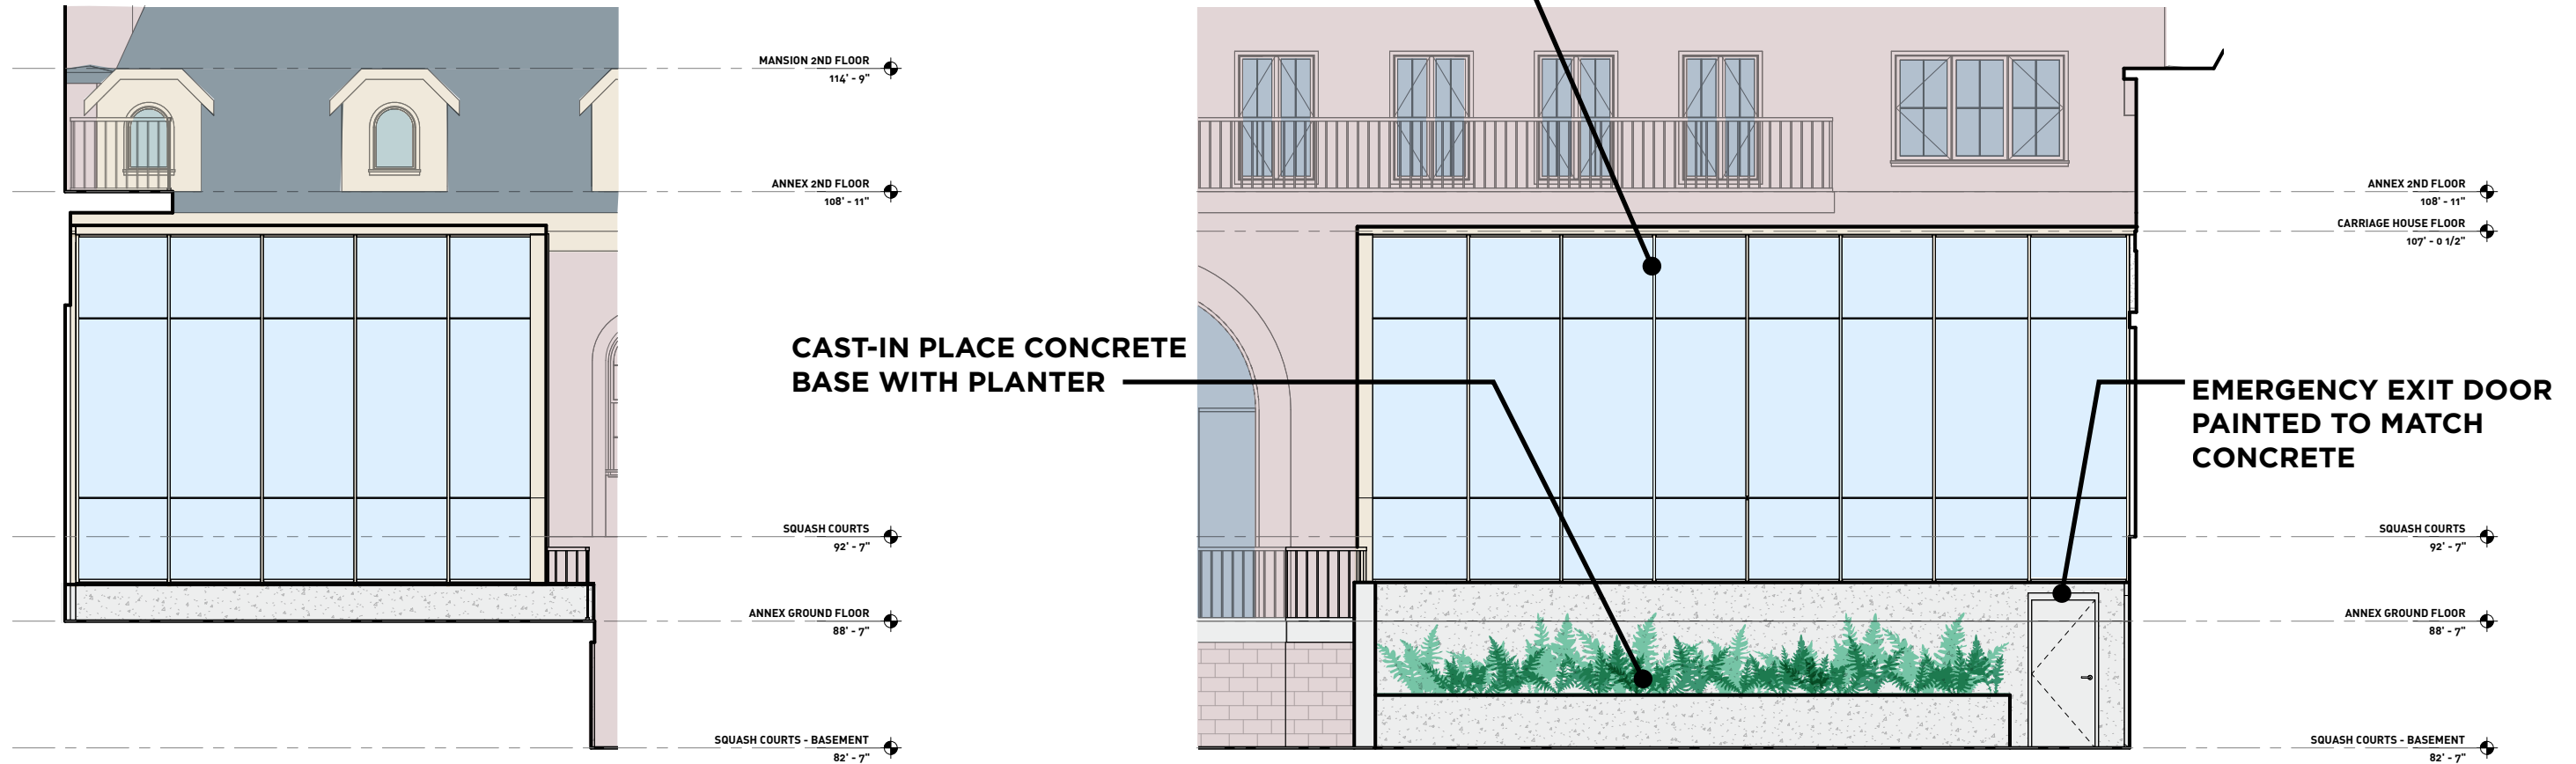 MANSION 2ND FLOOR
114' - 9"
ANNEX 2ND FLOOR
108' - 11"
SQUASH COURTS
92' - 7"
ANNEX GROUND FLOOR
88' - 7"
SQUASH COURTS - BASEMENT
82' - 7"
CAST-IN PLACE CONCRETE
BASE WITH PLANTER
EMERGENCY EXIT DOOR
PAINTED TO MATCH
CONCRETE
ANNEX 2ND FLOOR
108' - 11"
CARRIAGE HOUSE FLOOR
107' - 0 1/2"
SQUASH COURTS
92' - 7"
ANNEX GROUND FLOOR
88' - 7"
SQUASH COURTS - BASEMENT
82' - 7"